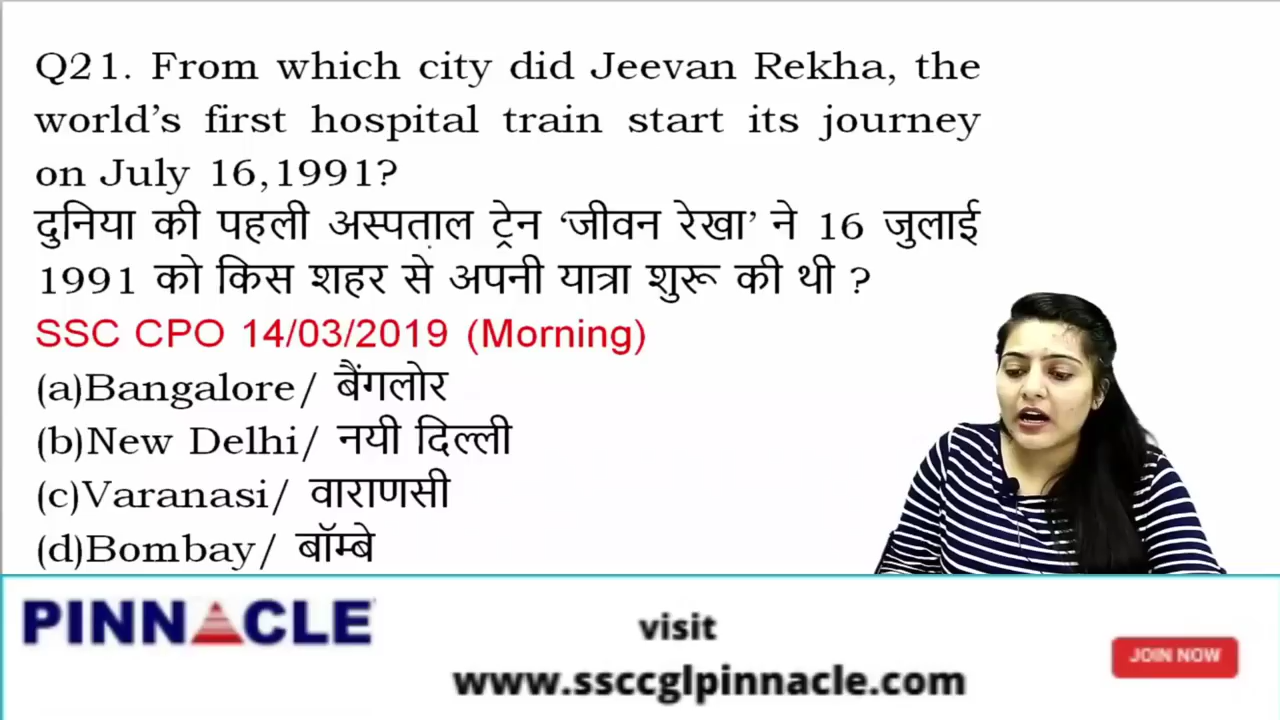 Q21. From which city did Jeevan Rekha, the
world’s first hospital train start its journey
on July 16,1991?
दुनिया की पहली अस्पताल ट्रेन ‘जीवन रेखा’ ने 16 जुलाई
1991 को किस शहर से अपनी यात्रा शुरू की थी ?
SSC CPO 14/03/2019 (Morning)
(a)Bangalore/ बैंगलोर
(b)New Delhi/ नयी दिल्ली
(c)Varanasi/ वाराणसी
(d)Bombay/ बॉम्बे
PINNACLE
visit
www.ssccglpinnacle.com
JOIN NOW